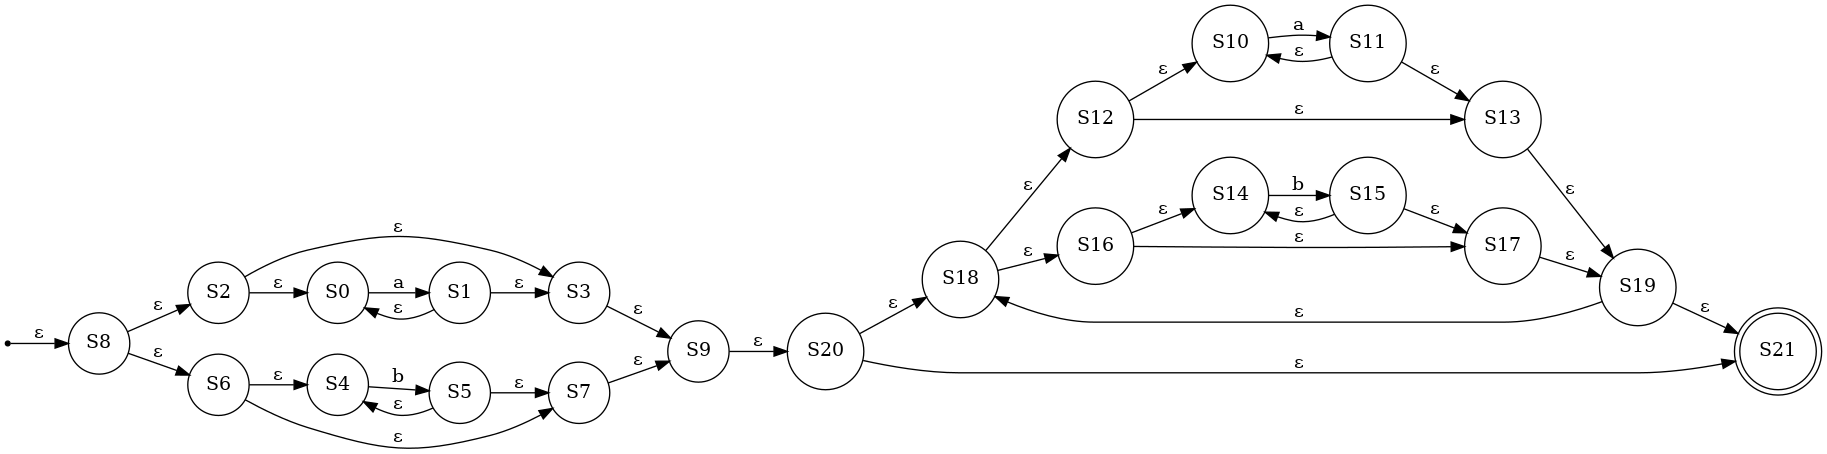 S10
a
S11
ε
ε
ε
S12
ε
S13
ε
ε
S14
b
S15
ε
ε
ε
S16
ε
S17
ε
ε
ε
S18
ε
S2
ε
S0
a
S1
ε
S3
ε
ε
S19
ε
ε
ε
S8
ε
ε
S9
ε
S20
ε
S21
ε
S6
ε
S4
b
S5
ε
S7
ε
ε
ε
ε